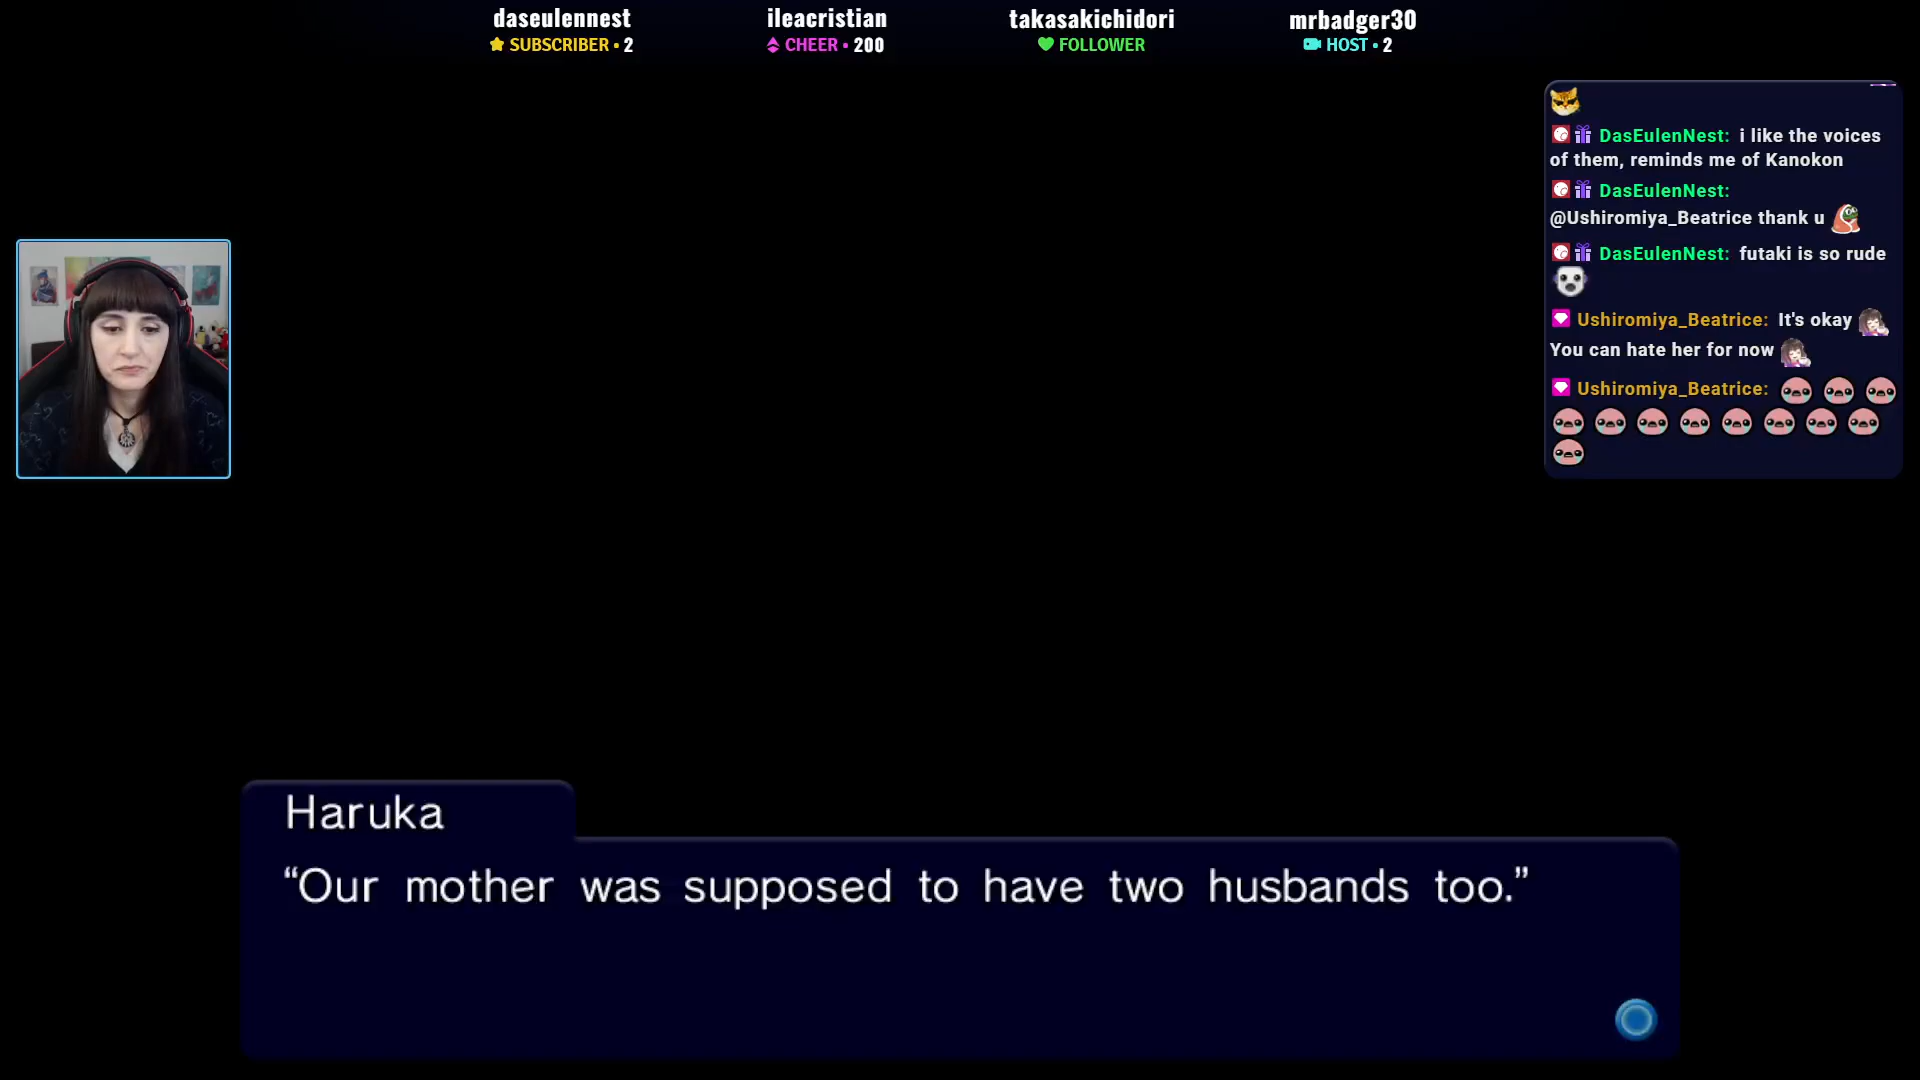 daseulennest
SUBSCRIBER • 2
ileacristian
CHEER • 200
takasakichidori
FOLLOWER
mrbadger30
HOST • 2
DasEulenNest: i like the voices
of them, reminds me of Kanokon
DasEulenNest:
@Ushiromiya_Beatrice thank u
DasEulenNest: futaki is so rude
Ushiromiya_Beatrice: It's okay
You can hate her for now
Ushiromiya_Beatrice:
Haruka
“Our mother was supposed to have two husbands too.”